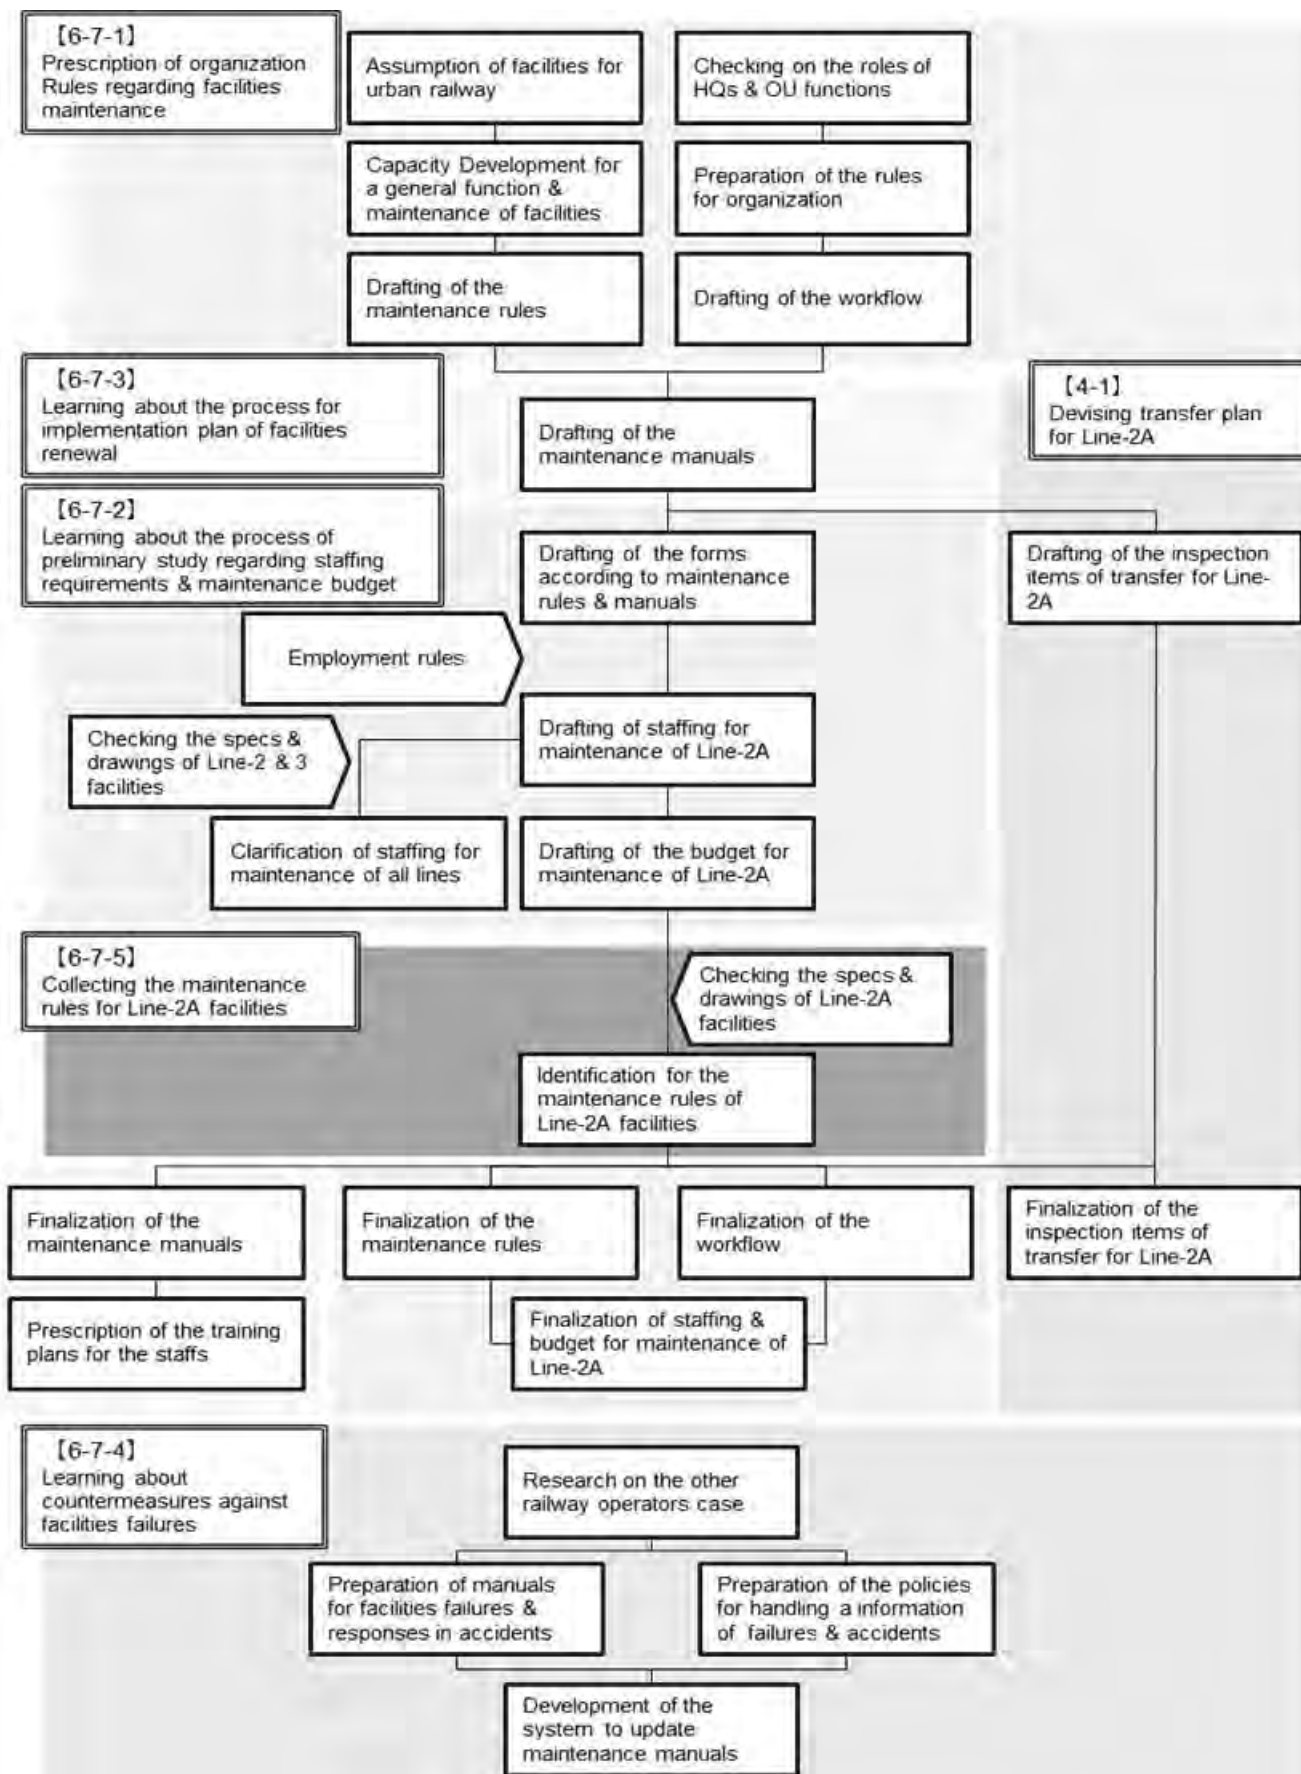 【6-7-1】
Prescription of organization
Rules regarding facilities
maintenance
Assumption of facilities for
urban railway
Checking on the roles of
HQs & OU functions
Capacity Development for
a general function &
maintenance of facilities
Preparation of the rules
for organization
Drafting of the
maintenance rules
Drafting of the workflow
【6-7-3】
Learning about the process for
implementation plan of facilities
renewal
【4-1】
Devising transfer plan
for Line-2A
Drafting of the
maintenance manuals
【6-7-2】
Learning about the process of
preliminary study regarding staffing
requirements & maintenance budget
Drafting of the forms
according to maintenance
rules & manuals
Drafting of the inspection
items of transfer for Line-
2A
Employment rules
Checking the specs &
drawings of Line-2 & 3
facilities
Drafting of staffing for
maintenance of Line-2A
Clarification of staffing for
maintenance of all lines
Drafting of the budget for
maintenance of Line-2A
【6-7-5】
Collecting the maintenance
rules for Line-2A facilities
Checking the specs &
drawings of Line-2A
facilities
Identification for the
maintenance rules of
Line-2A facilities
Finalization of the
maintenance manuals
Finalization of the
maintenance rules
Finalization of the
workflow
Finalization of the
inspection items of
transfer for Line-2A
Prescription of the training
plans for the staffs
Finalization of staffing &
budget for maintenance of
Line-2A
【6-7-4】
Learning about
countermeasures against
facilities failures
Research on the other
railway operators case
Preparation of manuals
for facilities failures &
responses in accidents
Preparation of the policies
for handling a information
of failures & accidents
Development of the
system to update
maintenance manuals